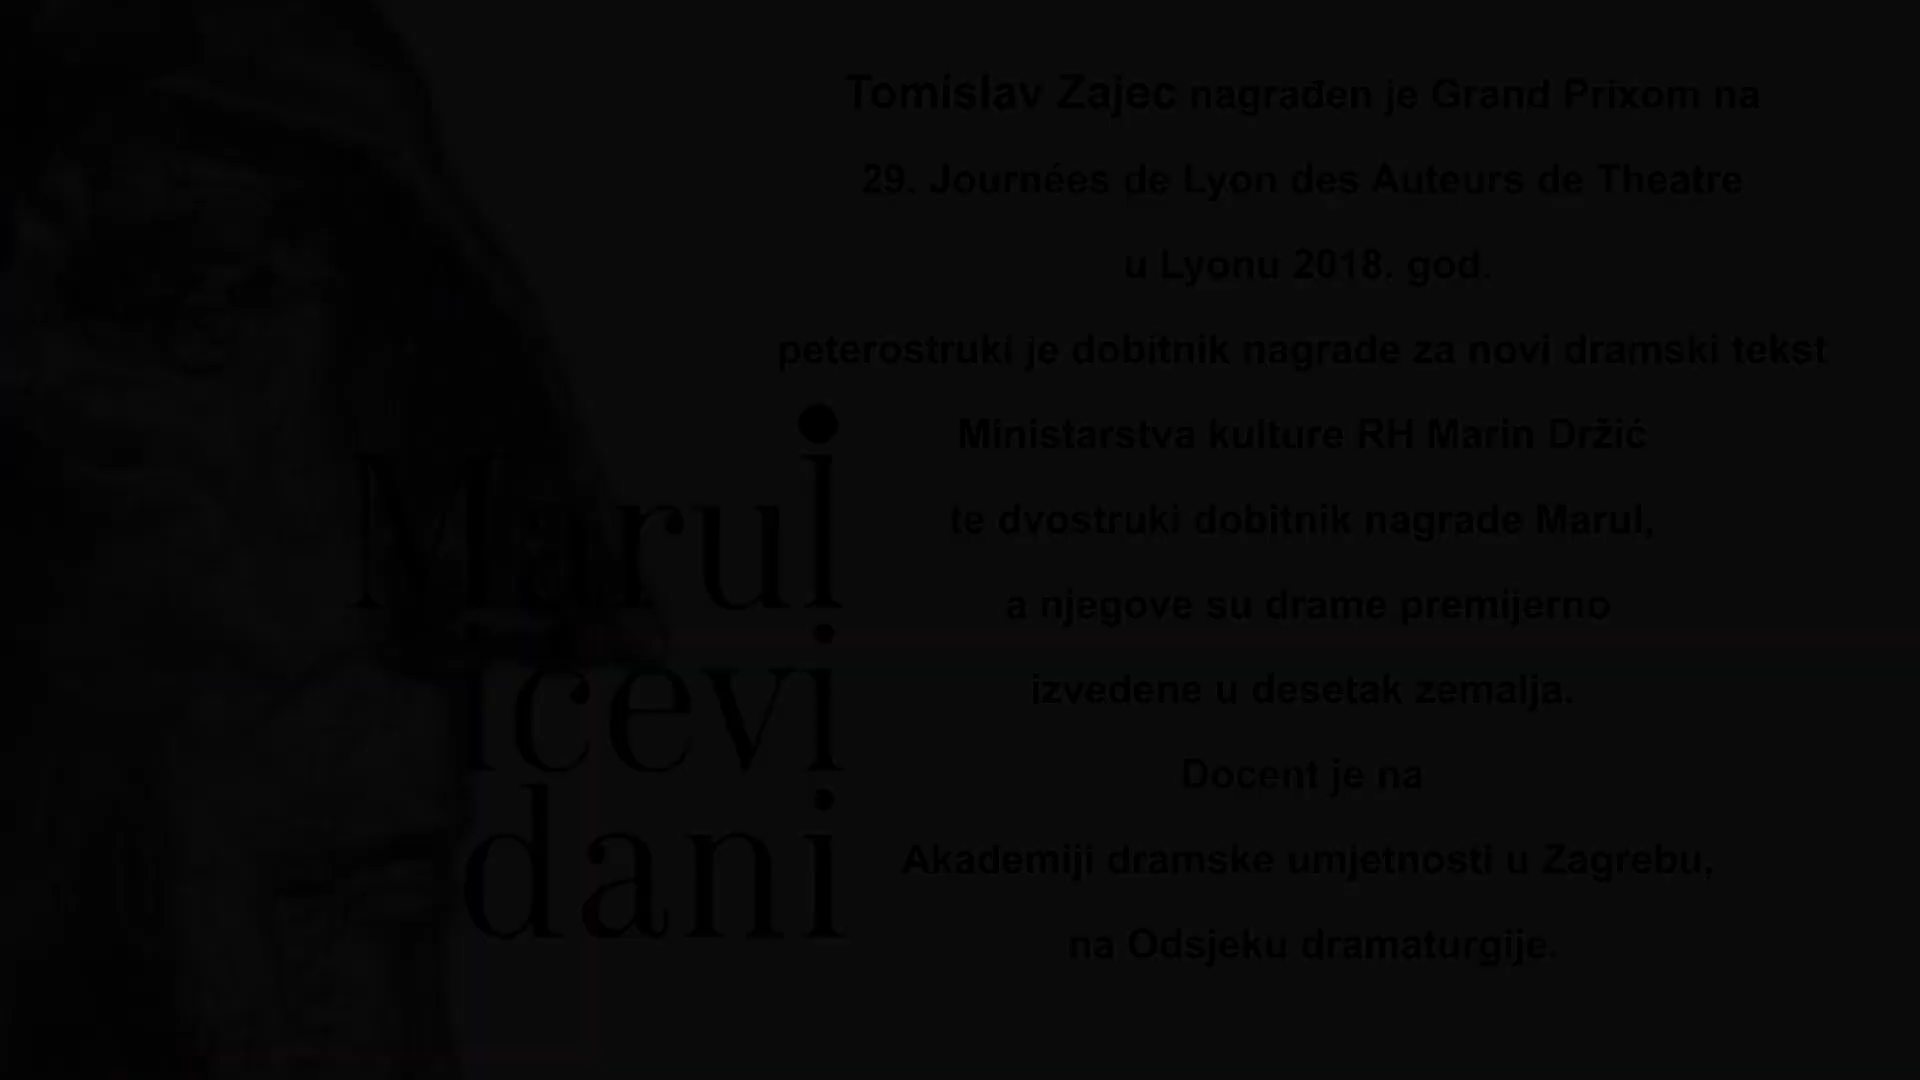 Tomislav Zajec nagrađen je Grand Prixom na
29. Journées de Lyon des Auteurs de Theatre
u Lyonu 2018. god.
peterostruki je dobitnik nagrade za novi dramski tekst
Ministarstva kulture RH Marin Držić
te dvostruki dobitnik nagrade Marul,
a njegove su drame premijerno
izvedene u desetak zemalja.
Docent je na
Akademiji dramske umjetnosti u Zagrebu,
na Odsjeku dramaturgije.
Marul
icevi
dani